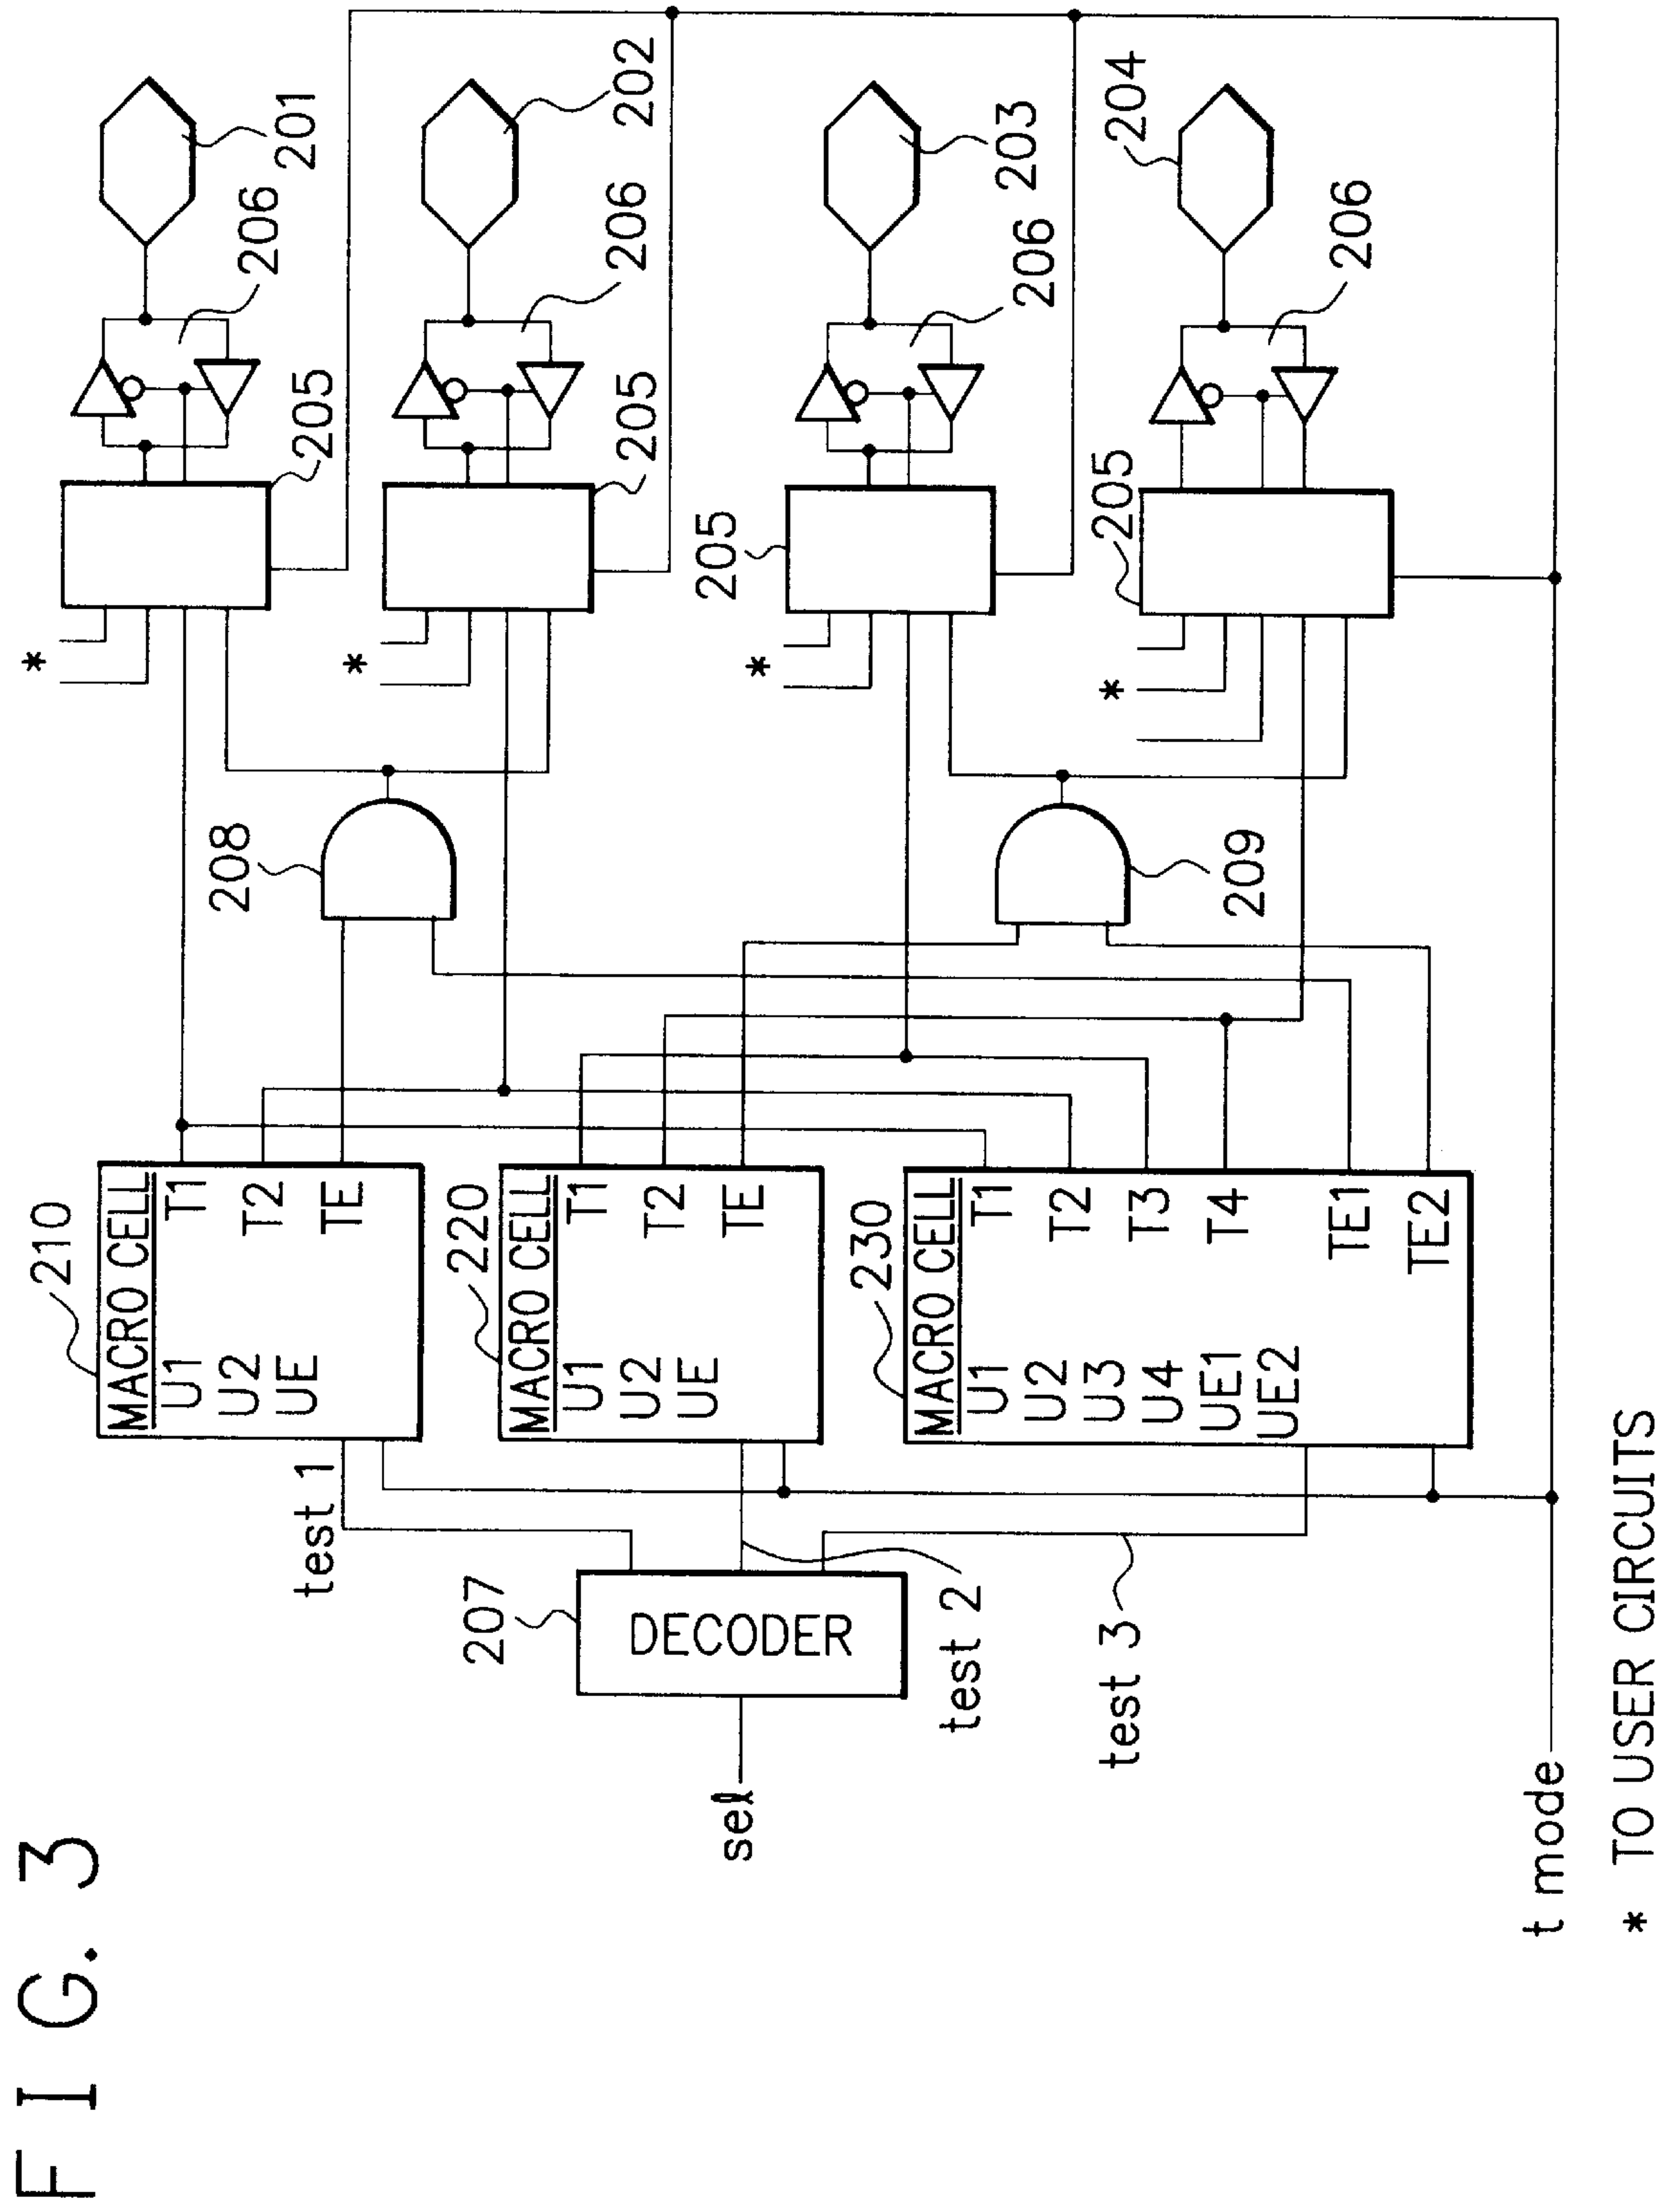 FIG. 3
210
MACRO CELL
U1 T1
U2 T2
UE TE
test 1
208
*
205
206
201
220
MACRO CELL
U1 T1
U2 T2
UE TE
207
DECODER
sel
test 2
*
205
206
202
230
MACRO CELL
U1 T1
U2 T2
U3 T3
U4 T4
UE1 TE1
UE2 TE2
test 3
209
*
205
206
203
*
205
206
204
t mode
* TO USER CIRCUITS